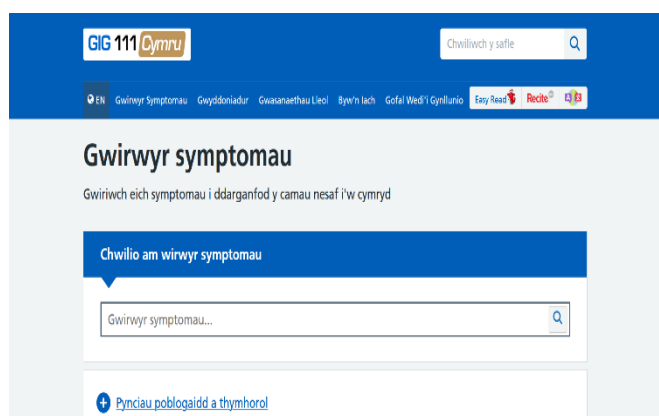 GIG 111 Cymru
Chwiliwch y safle
EN Gwirwyr Symptomau Gwyddoniadur Gwasanaethau Lleol Byw'n Iach Gofal Wedi'i Gynllunio Easy Read Recite
Gwirwyr symptomau
Gwiriwch eich symptomau i ddarganfod y camau nesaf i'w cymryd
Chwilio am wirwyr symptomau
Gwirwyr symptomau...
Pynciau poblogaidd a thymhorol